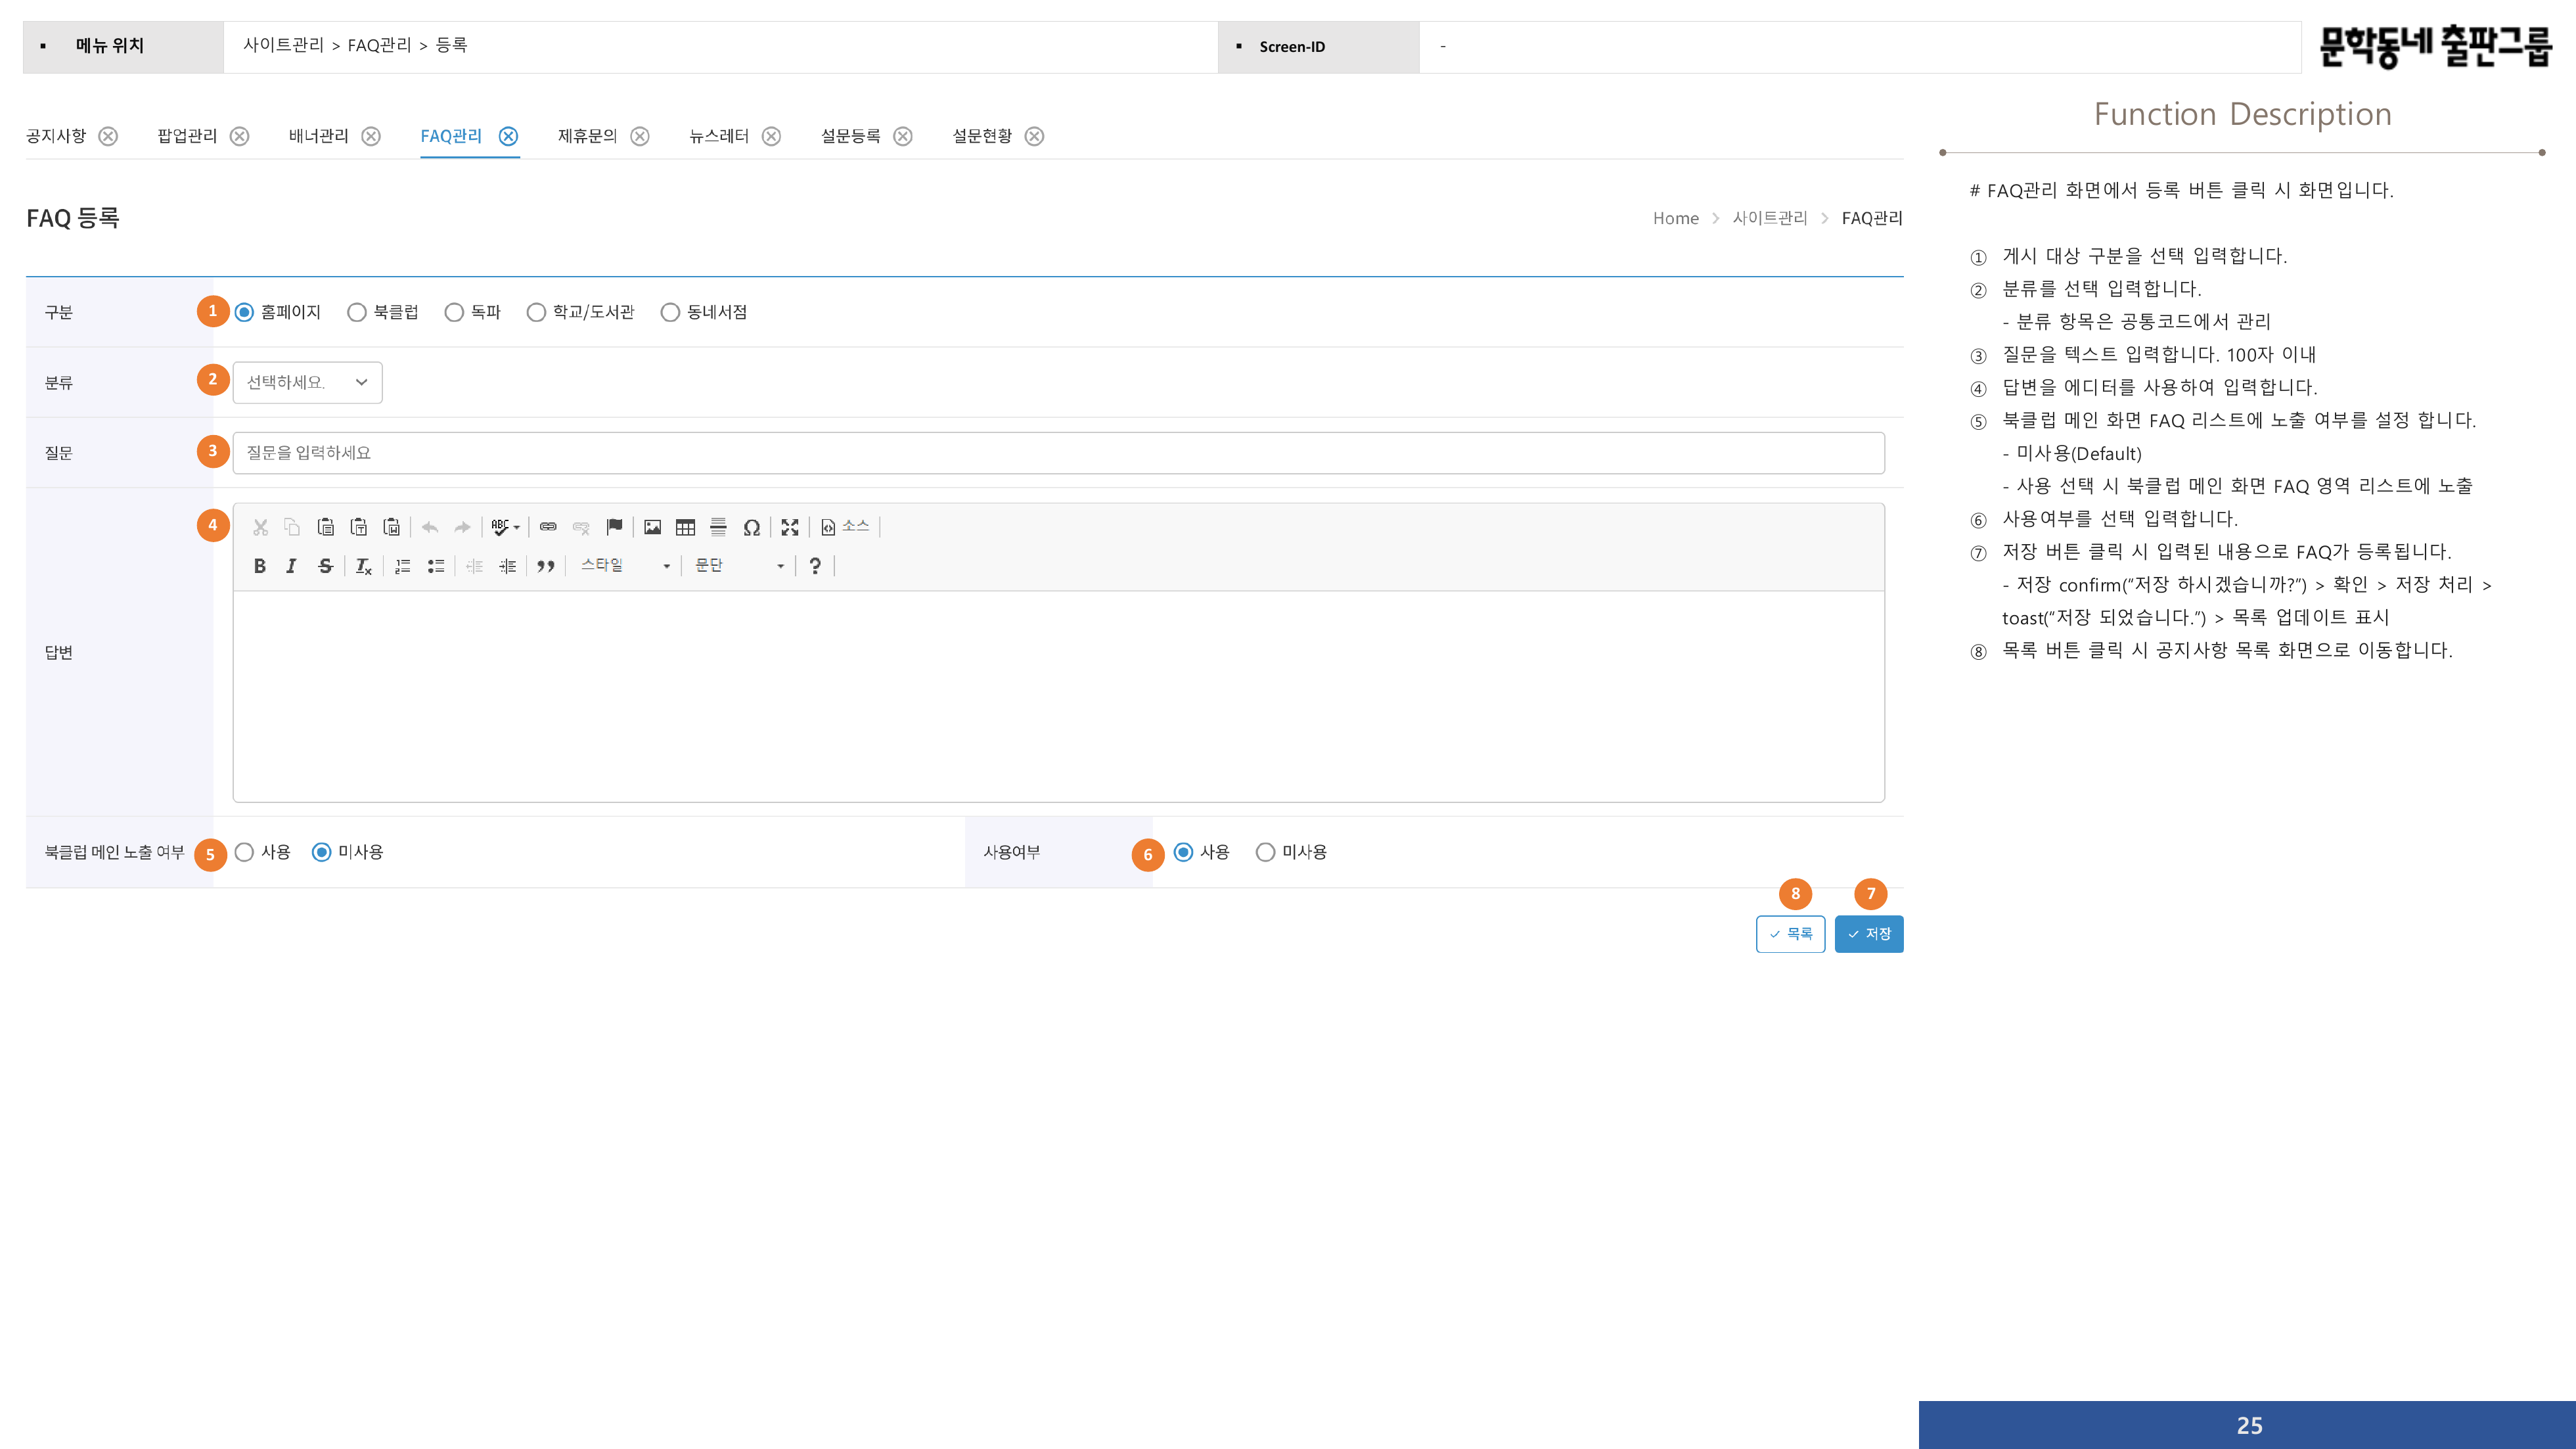 ▪ 메뉴 위치
사이트관리 > FAQ관리 > 등록
▪ Screen-ID
-
문학동네 출판그룹
공지사항
팝업관리
배너관리
FAQ관리
제휴문의
뉴스레터
설문등록
설문현황
FAQ 등록
Home > 사이트관리 > FAQ관리
구분
1
홈페이지
북클럽
독파
학교/도서관
동네서점
분류
2
선택하세요.
질문
3
질문을 입력하세요
답변
4
ABC
소스
B I S Tx
스타일
문단
?
북클럽 메인 노출 여부
5
사용
미사용
사용여부
6
사용
미사용
8
7
목록
저장
Function Description
# FAQ관리 화면에서 등록 버튼 클릭 시 화면입니다.
① 게시 대상 구분을 선택 입력합니다.
② 분류를 선택 입력합니다.
- 분류 항목은 공통코드에서 관리
③ 질문을 텍스트 입력합니다. 100자 이내
④ 답변을 에디터를 사용하여 입력합니다.
⑤ 북클럽 메인 화면 FAQ 리스트에 노출 여부를 설정 합니다.
- 미사용(Default)
- 사용 선택 시 북클럽 메인 화면 FAQ 영역 리스트에 노출
⑥ 사용여부를 선택 입력합니다.
⑦ 저장 버튼 클릭 시 입력된 내용으로 FAQ가 등록됩니다.
- 저장 confirm(“저장 하시겠습니까?”) > 확인 > 저장 처리 >
toast(“저장 되었습니다.”) > 목록 업데이트 표시
⑧ 목록 버튼 클릭 시 공지사항 목록 화면으로 이동합니다.
25